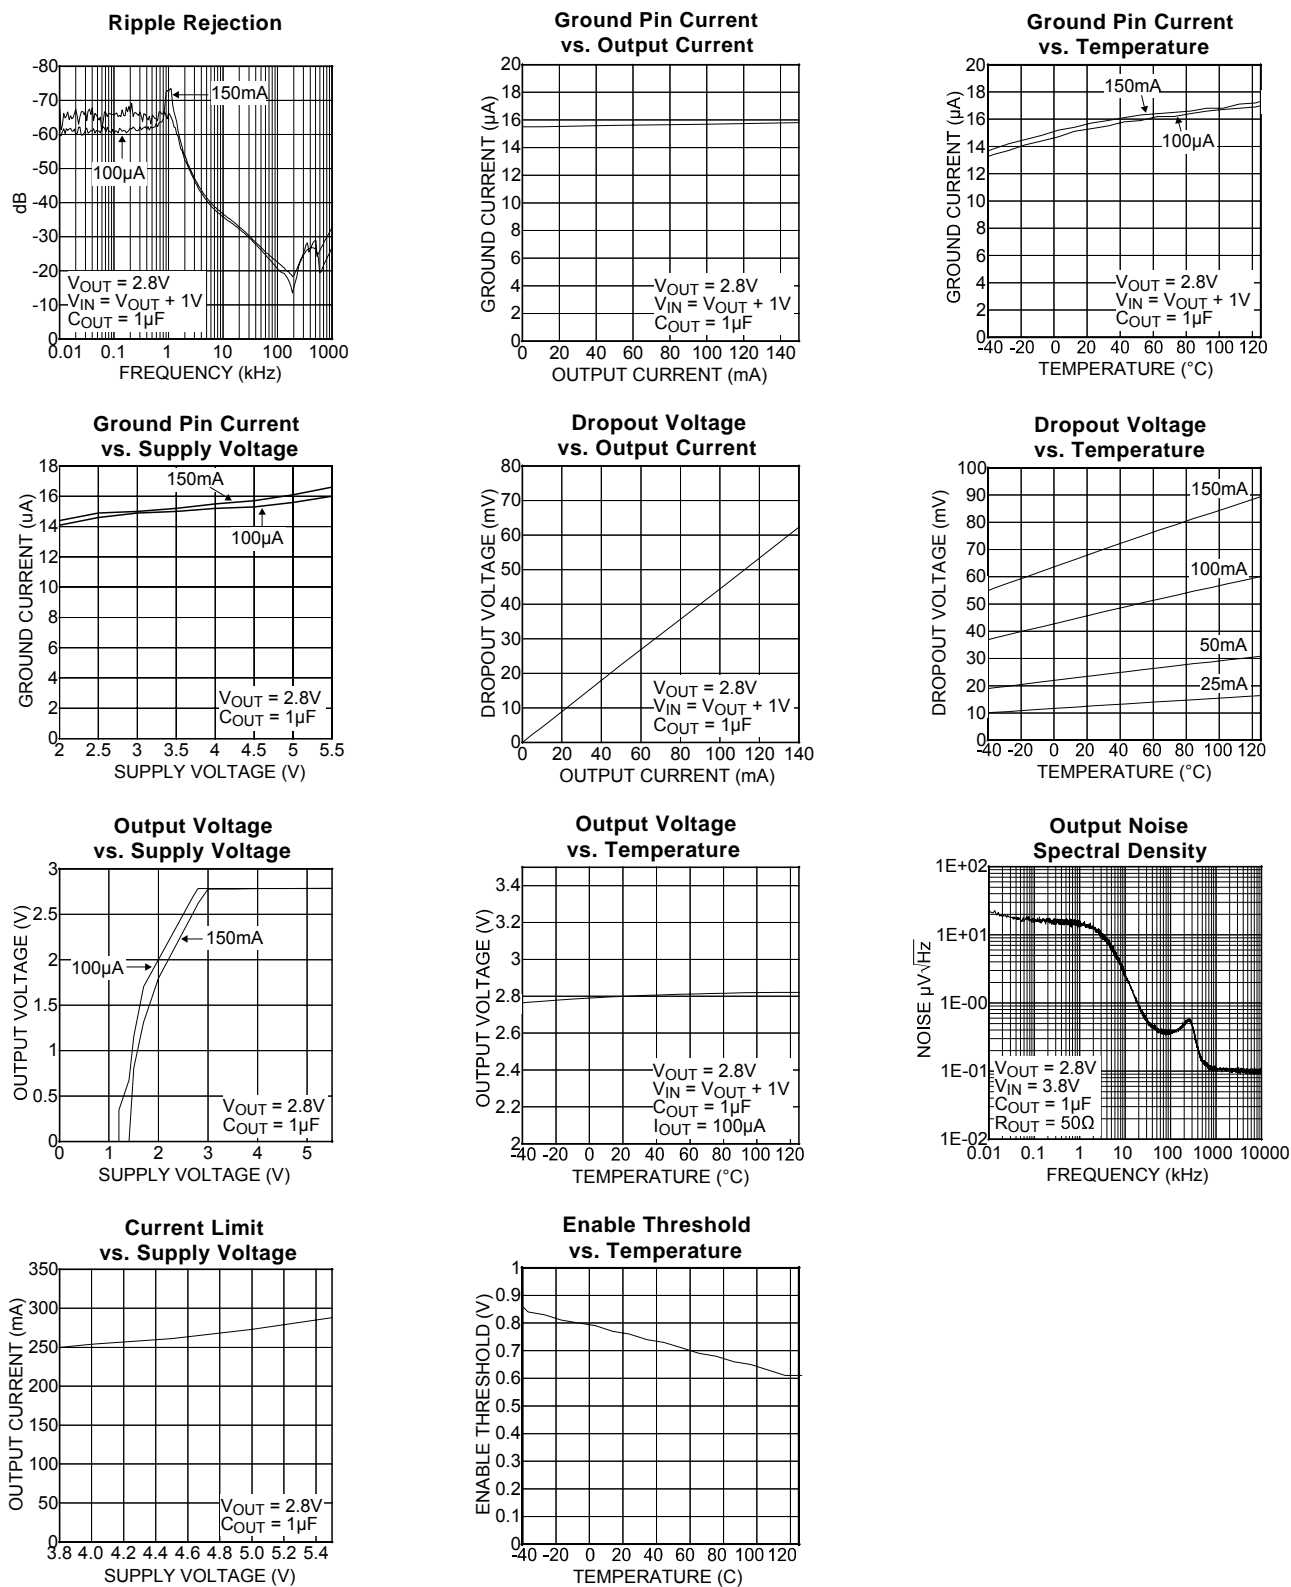 Ripple Rejection
-80
-70
-60
-50
-40
-30
-20
-10
0
dB
150mA
100µA
VOUT = 2.8V
VIN = VOUT + 1V
COUT = 1µF
0.01 0.1 1 10 100 1000
FREQUENCY (kHz)
Ground Pin Current
vs. Output Current
20
18
16
14
12
10
8
6
4
2
0
GROUND CURRENT (µA)
VOUT = 2.8V
VIN = VOUT + 1V
COUT = 1µF
0 20 40 60 80 100 120 140
OUTPUT CURRENT (mA)
Ground Pin Current
vs. Temperature
20
18
16
14
12
10
8
6
4
2
0
GROUND CURRENT (µA)
150mA
100µA
VOUT = 2.8V
VIN = VOUT + 1V
COUT = 1µF
-40 -20 0 20 40 60 80 100 120
TEMPERATURE (°C)
Ground Pin Current
vs. Supply Voltage
18
16
14
12
10
8
6
4
2
0
GROUND CURRENT (uA)
150mA
100µA
VOUT = 2.8V
COUT = 1µF
2 2.5 3 3.5 4 4.5 5 5.5
SUPPLY VOLTAGE (V)
Dropout Voltage
vs. Output Current
80
70
60
50
40
30
20
10
0
DROPOUT VOLTAGE (mV)
VOUT = 2.8V
VIN = VOUT + 1V
COUT = 1µF
0 20 40 60 80 100 120 140
OUTPUT CURRENT (mA)
Dropout Voltage
vs. Temperature
100
90
80
70
60
50
40
30
20
10
0
DROPOUT VOLTAGE (mV)
150mA
100mA
50mA
25mA
-40 -20 0 20 40 60 80 100 120
TEMPERATURE (°C)
Output Voltage
vs. Supply Voltage
3
2.5
2
1.5
1
0.5
0
OUTPUT VOLTAGE (V)
150mA
100µA
VOUT = 2.8V
COUT = 1µF
0 1 2 3 4 5
SUPPLY VOLTAGE (V)
Output Voltage
vs. Temperature
3.4
3.2
3
2.8
2.6
2.4
2.2
2
OUTPUT VOLTAGE (V)
VOUT = 2.8V
VIN = VOUT + 1V
COUT = 1µF
IOUT = 100µA
-40 -20 0 20 40 60 80 100 120
TEMPERATURE (°C)
Output Noise
Spectral Density
1E+02
1E+01
1E-00
1E-01
1E-02
NOISE µV√Hz
VOUT = 2.8V
VIN = 3.8V
COUT = 1µF
ROUT = 50Ω
0.01 0.1 1 10 100 1000 10000
FREQUENCY (kHz)
Current Limit
vs. Supply Voltage
350
300
250
200
150
100
50
0
OUTPUT CURRENT (mA)
VOUT = 2.8V
COUT = 1µF
3.8 4.0 4.2 4.4 4.6 4.8 5.0 5.2 5.4
SUPPLY VOLTAGE (V)
Enable Threshold
vs. Temperature
1
0.9
0.8
0.7
0.6
0.5
0.4
0.3
0.2
0.1
0
ENABLE THRESHOLD (V)
-40 -20 0 20 40 60 80 100 120
TEMPERATURE (C)